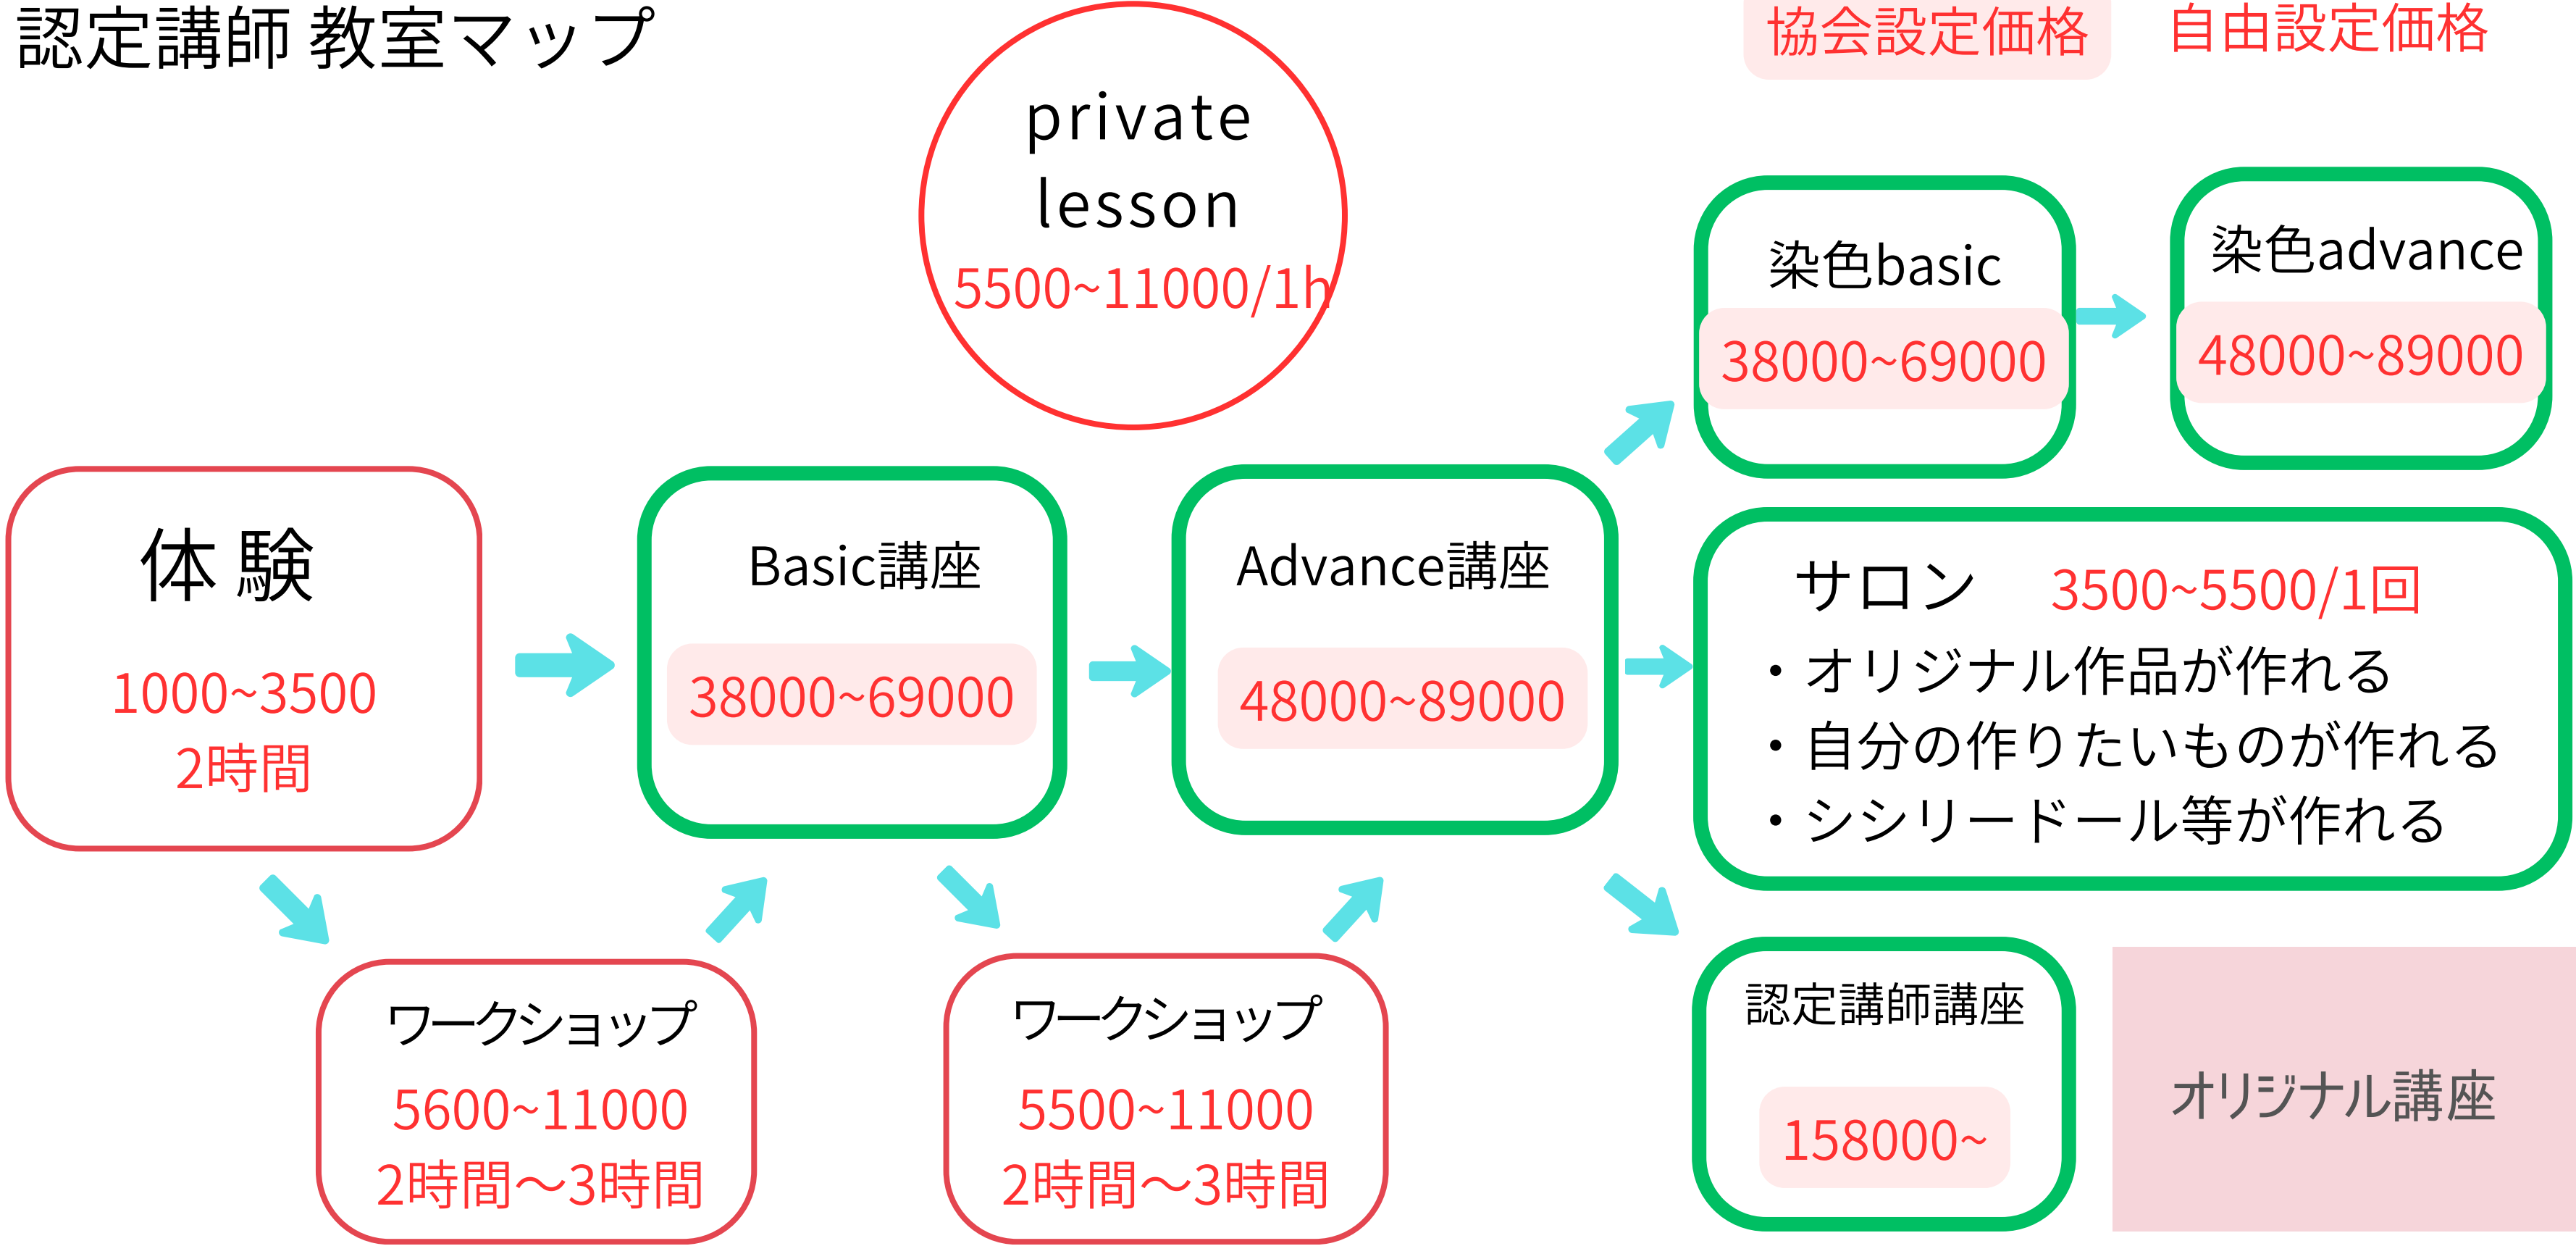 認定講師 教室マップ
協会設定価格
自由設定価格
private
lesson
5500~11000/1h
染色basic
38000~69000
染色advance
48000~89000
体 験
1000~3500
2時間
Basic講座
38000~69000
Advance講座
48000~89000
サロン 3500~5500/1回
・オリジナル作品が作れる
・自分の作りたいものが作れる
・シシリードール等が作れる
ワークショップ
5600~11000
2時間〜3時間
ワークショップ
5500~11000
2時間〜3時間
認定講師講座
158000~
オリジナル講座